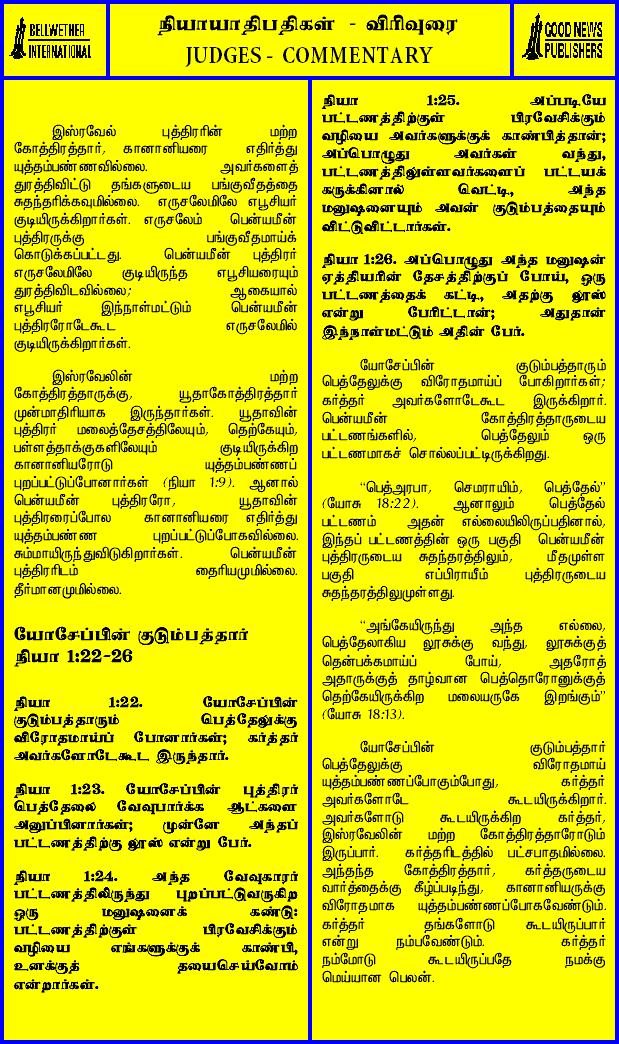 BELLWETHER
INTERNATIONAL
நியாயாதிபதிகள் - விரிவுரை
JUDGES - COMMENTARY
GOOD NEWS
PUBLISHERS
இஸ்ரவேல் புத்திரரின் மற்ற
கோத்திரத்தார், கானானியரை எதிர்த்து
யுத்தம்பண்ணவில்லை. அவர்களைத்
துரத்திவிட்டு தங்களுடைய பங்குவீதத்தை
சுதந்தரிக்கவுமில்லை. எருசலேமிலே எபூசியர்
குடியிருக்கிறார்கள். எருசலேம் பென்யமீன்
புத்திரருக்கு பங்குவீதமாய்க்
கொடுக்கப்பட்டது. பென்யமீன் புத்திரர்
எருசலேமிலே குடியிருந்த எபூசியரையும்
துரத்திவிடவில்லை; ஆகையால்
எபூசியர் இந்நாள்மட்டும் பென்யமீன்
புத்திரரோடேகூட எருசலேமில்
குடியிருக்கிறார்கள்.
இஸ்ரவேலின் மற்ற
கோத்திரத்தாருக்கு, யூதாகோத்திரத்தார்
முன்மாதிரியாக இருந்தார்கள். யூதாவின்
புத்திரர் மலைத்தேசத்திலேயும், தெற்கேயும்,
பள்ளத்தாக்குகளிலேயும் குடியிருக்கிற
கானானியரோடு யுத்தம்பண்ணப்
புறப்பட்டுப்போனார்கள் (நியா 1:9). ஆனால்
பென்யமீன் புத்திரரோ, யூதாவின்
புத்திரரைப்போல கானானியரை எதிர்த்து
யுத்தம்பண்ண புறப்பட்டுப்போகவில்லை.
சும்மாயிருந்துவிடுகிறார்கள். பென்யமீன்
புத்திரரிடம் தைரியமுமில்லை.
தீர்மானமுமில்லை.
யோசேப்பின் குடும்பத்தார்
நியா 1:22-26
நியா 1:22. யோசேப்பின்
குடும்பத்தாரும் பெத்தேலுக்கு
விரோதமாய்ப் போனார்கள்; கர்த்தர்
அவர்களோடேகூட இருந்தார்.
நியா 1:23. யோசேப்பின் புத்திரர்
பெத்தேலை வேவுபார்க்க ஆட்களை
அனுப்பினார்கள்; முன்னே அந்தப்
பட்டணத்திற்கு லூஸ் என்று பேர்.
நியா 1:24. அந்த வேவுகாரர்
பட்டணத்திலிருந்து புறப்பட்டுவருகிற
ஒரு மனுஷனைக் கண்டு:
பட்டணத்திற்குள் பிரவேசிக்கும்
வழியை எங்களுக்குக் காண்பி,
உனக்குத் தயைசெய்வோம்
என்றார்கள்.
நியா 1:25. அப்படியே
பட்டணத்திற்குள் பிரவேசிக்கும்
வழியை அவர்களுக்குக் காண்பித்தான்;
அப்பொழுது அவர்கள் வந்து,
பட்டணத்திலுள்ளவர்களைப் பட்டயக்
கருக்கினால் வெட்டி, அந்த
மனுஷனையும் அவன் குடும்பத்தையும்
விட்டுவிட்டார்கள்.
நியா 1:26. அப்பொழுது அந்த மனுஷன்
ஏத்தியரின் தேசத்திற்குப் போய், ஒரு
பட்டணத்தைக் கட்டி, அதற்கு லூஸ்
என்று பேரிட்டான்; அதுதான்
இந்நாள்மட்டும் அதின் பேர்.
யோசேப்பின் குடும்பத்தாரும்
பெத்தேலுக்கு விரோதமாய்ப் போகிறார்கள்;
கர்த்தர் அவர்களோடேகூட இருக்கிறார்.
பென்யமீன் கோத்திரத்தாருடைய
பட்டணங்களில், பெத்தேலும் ஒரு
பட்டணமாகச் சொல்லப்பட்டிருக்கிறது.
“பெத்அரபா, செமராயிம், பெத்தேல்”
(யோசு 18:22). ஆனாலும் பெத்தேல்
பட்டணம் அதன் எல்லையிலிருப்பதினால்,
இந்தப் பட்டணத்தின் ஒரு பகுதி பென்யமீன்
புத்திரருடைய சுதந்தரத்திலும், மீதமுள்ள
பகுதி எப்பிராயீம் புத்திரருடைய
சுதந்தரத்திலுமுள்ளது.
“அங்கேயிருந்து அந்த எல்லை,
பெத்தேலாகிய லூசுக்கு வந்து, லூசுக்குத்
தென்பக்கமாய்ப் போய், அதரோத்
அதாருக்குத் தாழ்வான பெத்தொரோனுக்குத்
தெற்கேயிருக்கிற மலையருகே இறங்கும்”
(யோசு 18:13).
யோசேப்பின் குடும்பத்தார்
பெத்தேலுக்கு விரோதமாய்
யுத்தம்பண்ணப்போகும்போது, கர்த்தர்
அவர்களோடே கூடயிருக்கிறார்.
அவர்களோடு கூடயிருக்கிற கர்த்தர்,
இஸ்ரவேலின் மற்ற கோத்திரத்தாரோடும்
இருப்பார். கர்த்தரிடத்தில் பட்சபாதமில்லை.
அந்தந்த கோத்திரத்தார், கர்த்தருடைய
வார்த்தைக்கு கீழ்ப்படிந்து, கானானியருக்கு
விரோதமாக யுத்தம்பண்ணப்போகவேண்டும்.
கர்த்தர் தங்களோடு கூடயிருப்பார்
என்று நம்பவேண்டும். கர்த்தர்
நம்மோடு கூடயிருப்பதே நமக்கு
மெய்யான பெலன்.